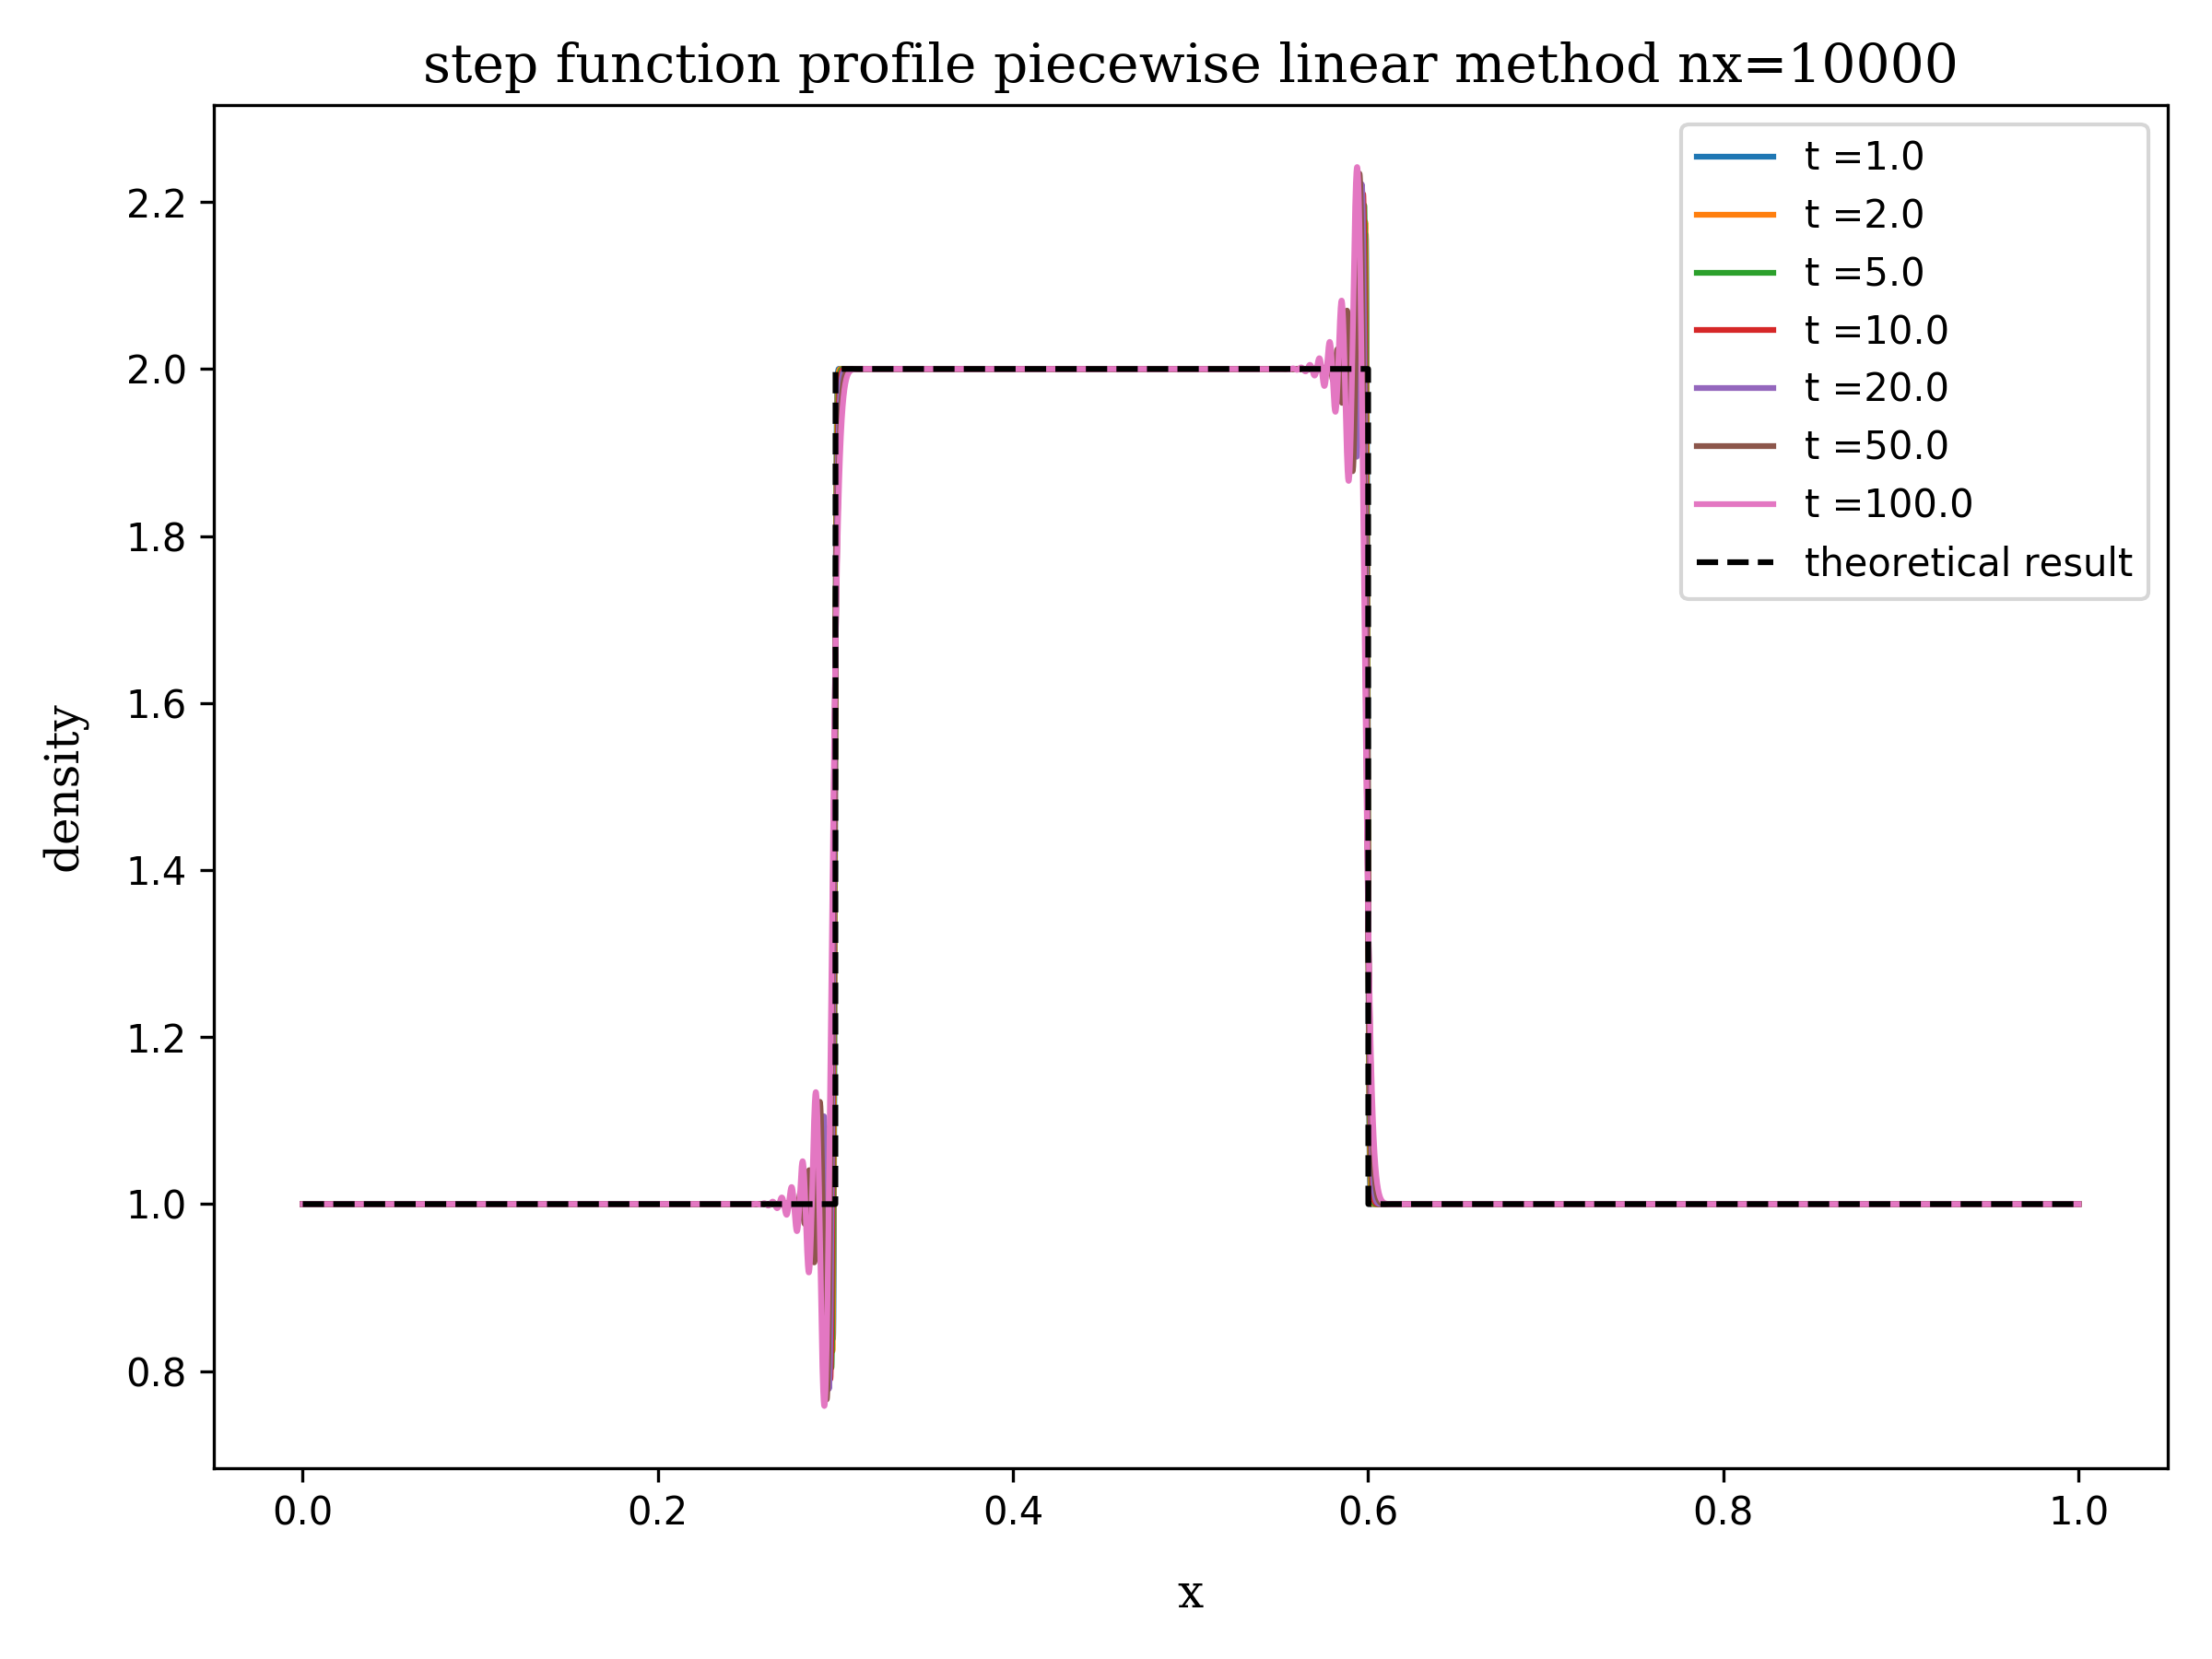 step function profile piecewise linear method nx=10000
t =1.0
t =2.0
t =5.0
t =10.0
t =20.0
t =50.0
t =100.0
theoretical result
density
2.2
2.0
1.8
1.6
1.4
1.2
1.0
0.8
0.0 0.2 0.4 0.6 0.8 1.0
x